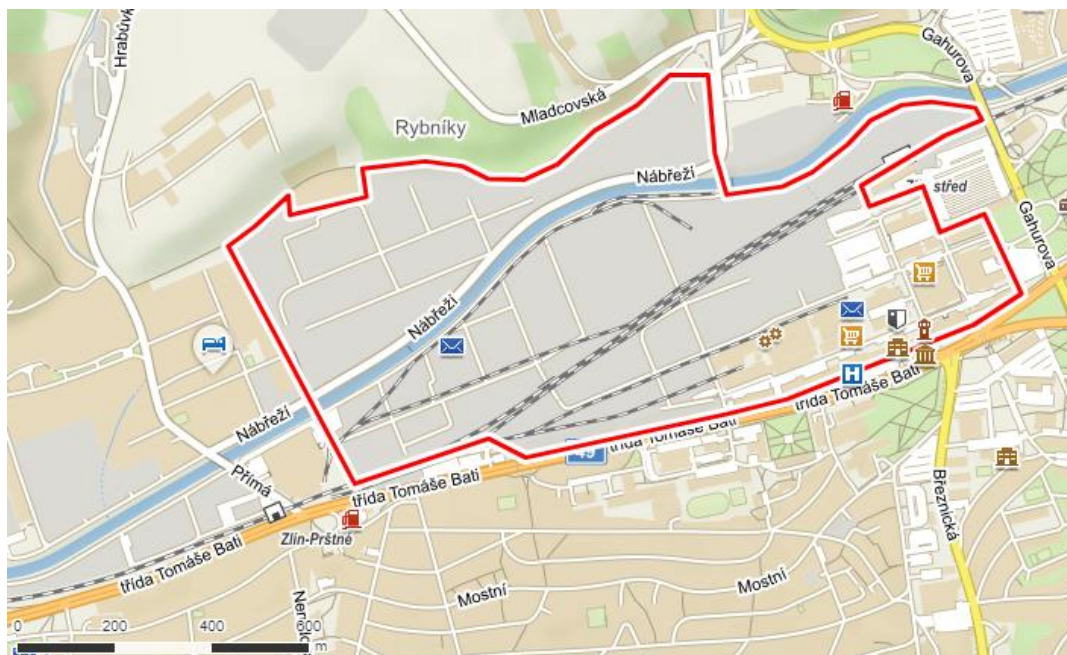 Hrabůvk
Gahurova
Mladcovská
Rybníky
Nábřeží
střed
Gahurova
Nábřeží
Nábřeží
H
třída Tomáše Bati
třída Tomáše Bati
49
Přímá
třída Tomáše Bati
Březnická
Zlín-Prštné
třída Tomáše Bati
Mostní
Mostní
0 200 400 600
m